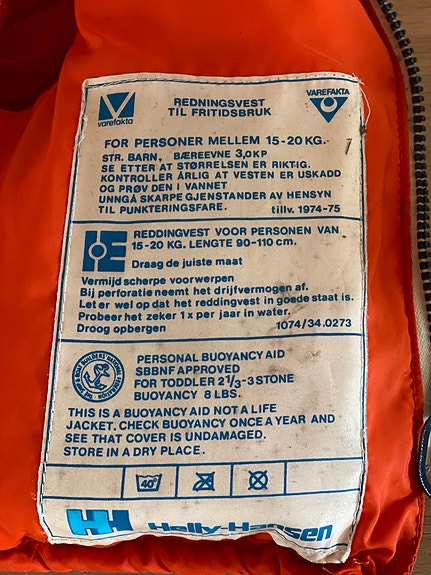 varefakta
REDNINGSVEST
TIL FRITIDSBRUK
VAREFAKTA
FOR PERSONER MELLEM 15-20 KG.
STR. BARN, BÆREEVNE 3,0KP
SE ETTER AT STØRRELSEN ER RIKTIG.
KONTROLLER ÅRLIG AT VESTEN ER USKADD
OG PRØV DEN I VANNET
UNNGÅ SKARPE GJENSTANDER AV HENSYN
TIL PUNKTERINGSFARE. tillv. 1974-75
REDDINGVEST VOOR PERSONEN VAN
15-20 KG. LENGTE 90-110 cm.
Draag de juiste maat
Vermijd scherpe voorwerpen
Bij perforatie neemt het drijfvermogen af.
Let er wel op dat het reddingvest in goede staat is.
Probeer het zeker 1 x per jaar in water.
Droog opbergen 1074/34.0273
PERSONAL BUOYANCY AID
SBBNF APPROVED
FOR TODDLER 2 1/3-3 STONE
BUOYANCY 8 LBS.
THIS IS A BUOYANCY AID NOT A LIFE
JACKET. CHECK BUOYANCY ONCE A YEAR AND
SEE THAT COVER IS UNDAMAGED.
STORE IN A DRY PLACE.
40°
HH Helly-Hansen